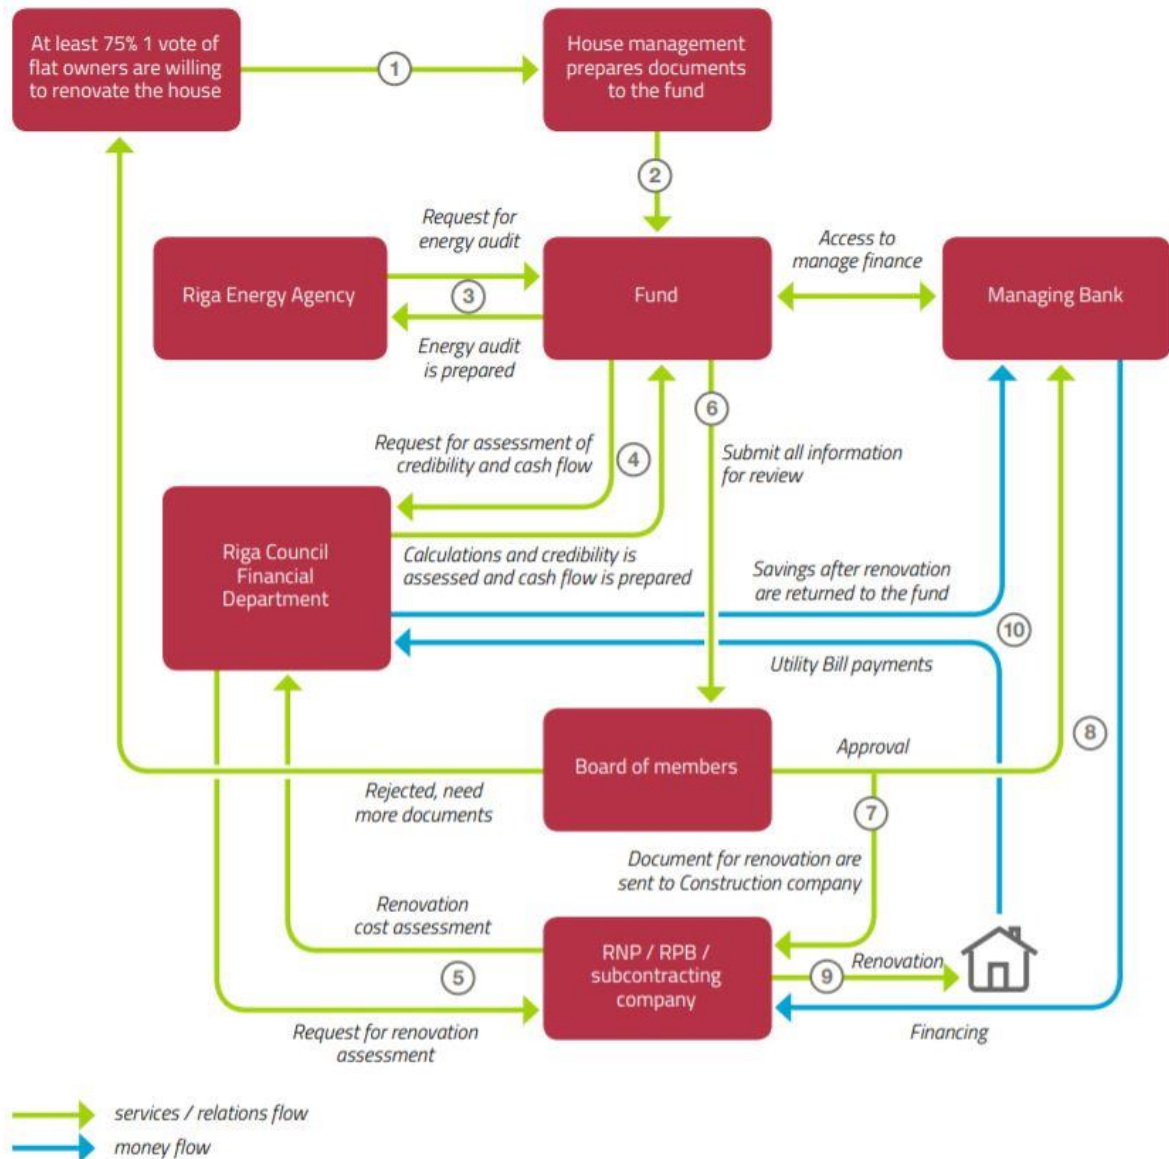 At least 75% 1 vote of
flat owners are willing
to renovate the house
1
House management
prepares documents
to the fund
2
Request for
energy audit
Access to
manage finance
Riga Energy Agency
3
Fund
Managing Bank
Energy audit
is prepared
6
Request for assessment of
credibility and cash flow
4
Submit all information
for review
Riga Council
Financial
Department
Calculations and credibility is
assessed and cash flow is prepared
Savings after renovation
are returned to the fund
10
Utility Bill payments
Board of members
Approval
8
Rejected, need
more documents
7
Document for renovation are
sent to Construction company
Renovation
cost assessment
RNP / RPB /
subcontracting
company
9
Renovation
5
Request for renovation
assessment
Financing
services / relations flow
money flow